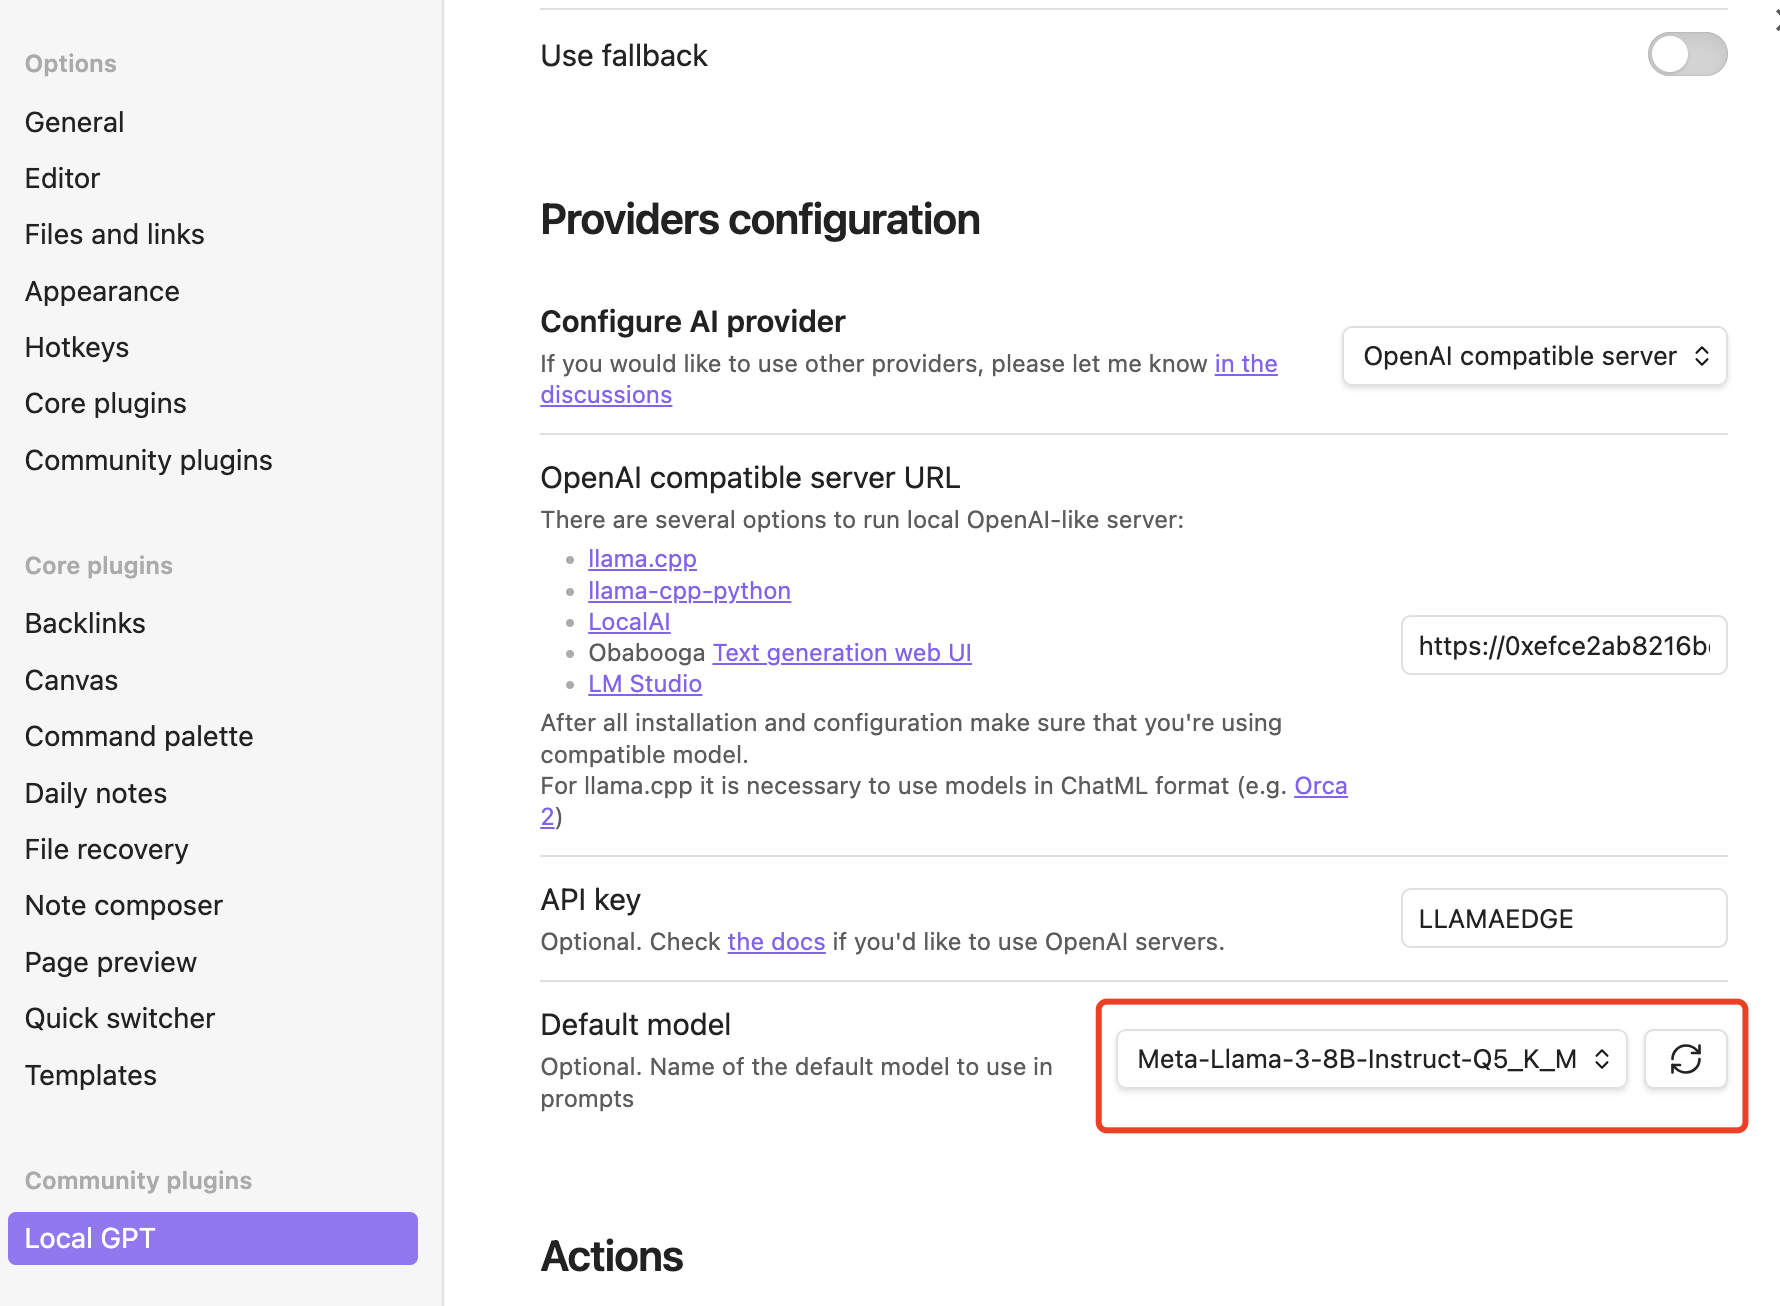 Options
General
Editor
Files and links
Appearance
Hotkeys
Core plugins
Community plugins
Core plugins
Backlinks
Canvas
Command palette
Daily notes
File recovery
Note composer
Page preview
Quick switcher
Templates
Community plugins
Local GPT
Use fallback
Providers configuration
Configure AI provider
If you would like to use other providers, please let me know in the
discussions
OpenAI compatible server
OpenAI compatible server URL
There are several options to run local OpenAI-like server:
llama.cpp
llama-cpp-python
LocalAI
Obabooga Text generation web UI
LM Studio
After all installation and configuration make sure that you're using
compatible model.
For llama.cpp it is necessary to use models in ChatML format (e.g. Orca
2)
https://0xefce2ab8216b
API key
Optional. Check the docs if you'd like to use OpenAI servers.
LLAMAEDGE
Default model
Optional. Name of the default model to use in
prompts
Meta-Llama-3-8B-Instruct-Q5_K_M
Actions